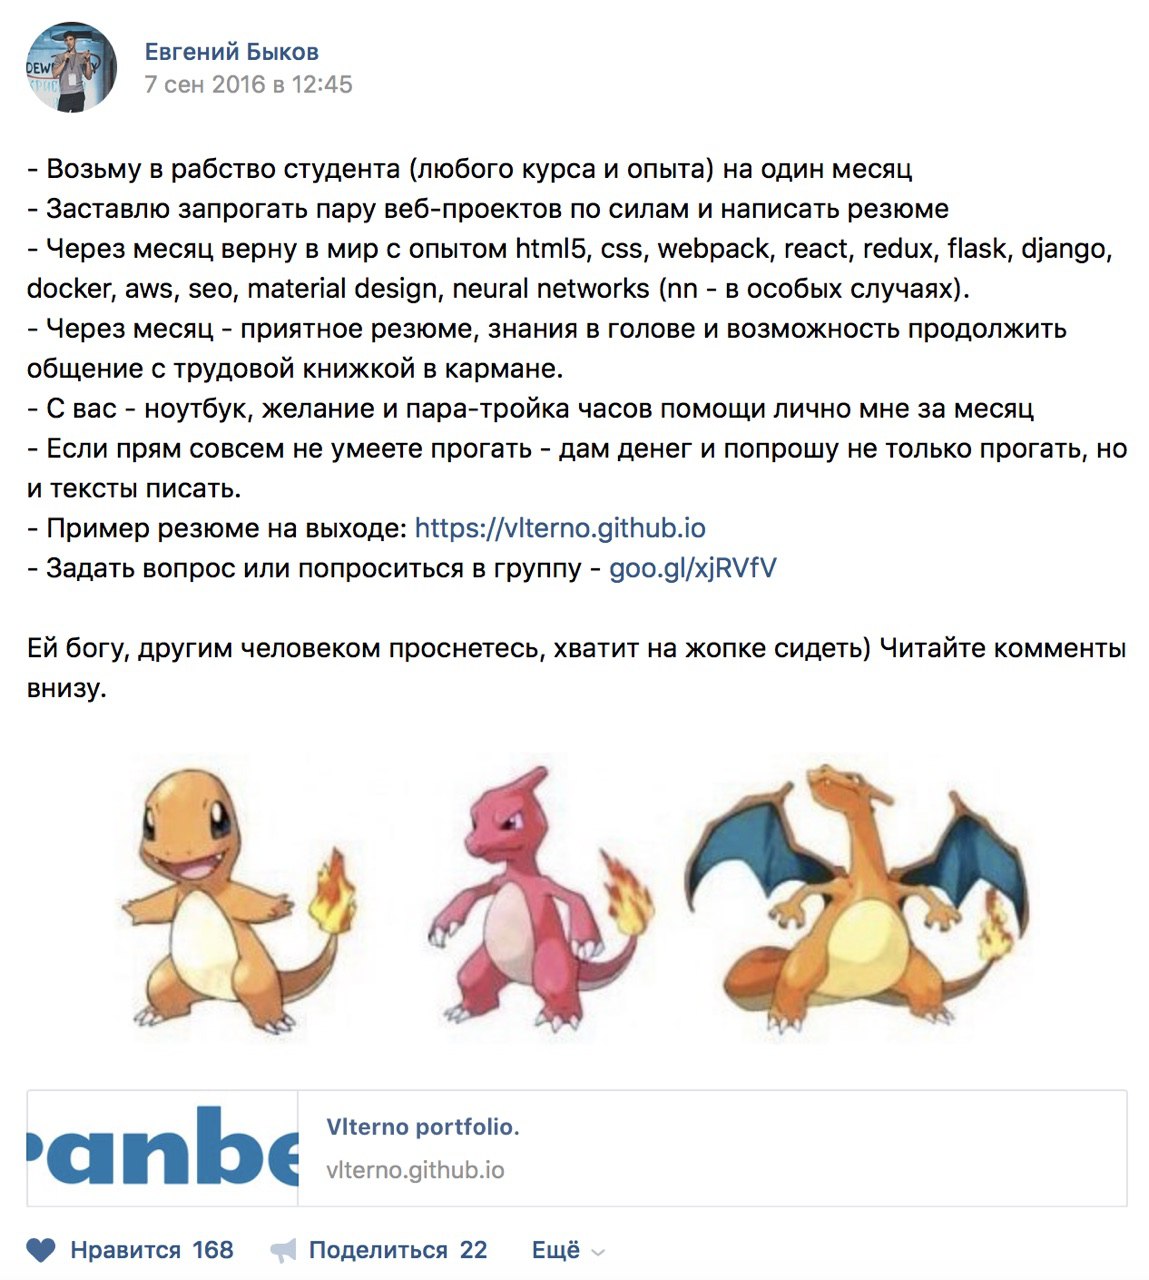 Евгений Быков
7 сен 2016 в 12:45
- Возьму в рабство студента (любого курса и опыта) на один месяц
- Заставлю запрогать пару веб-проектов по силам и написать резюме
- Через месяц верну в мир с опытом html5, css, webpack, react, redux, flask, django,
docker, aws, seo, material design, neural networks (nn - в особых случаях).
- Через месяц - приятное резюме, знания в голове и возможность продолжить
общение с трудовой книжкой в кармане.
- С вас - ноутбук, желание и пара-тройка часов помощи лично мне за месяц
- Если прям совсем не умеете прогать - дам денег и попрошу не только прогать, но
и тексты писать.
- Пример резюме на выходе: https://vlterno.github.io
- Задать вопрос или попроситься в группу - goo.gl/xjRVfV
Ей богу, другим человеком проснетесь, хватит на жопке сидеть) Читайте комменты
внизу.
anbe
Vlterno portfolio.
vlterno.github.io
Нравится 168 Поделиться 22 Ещё